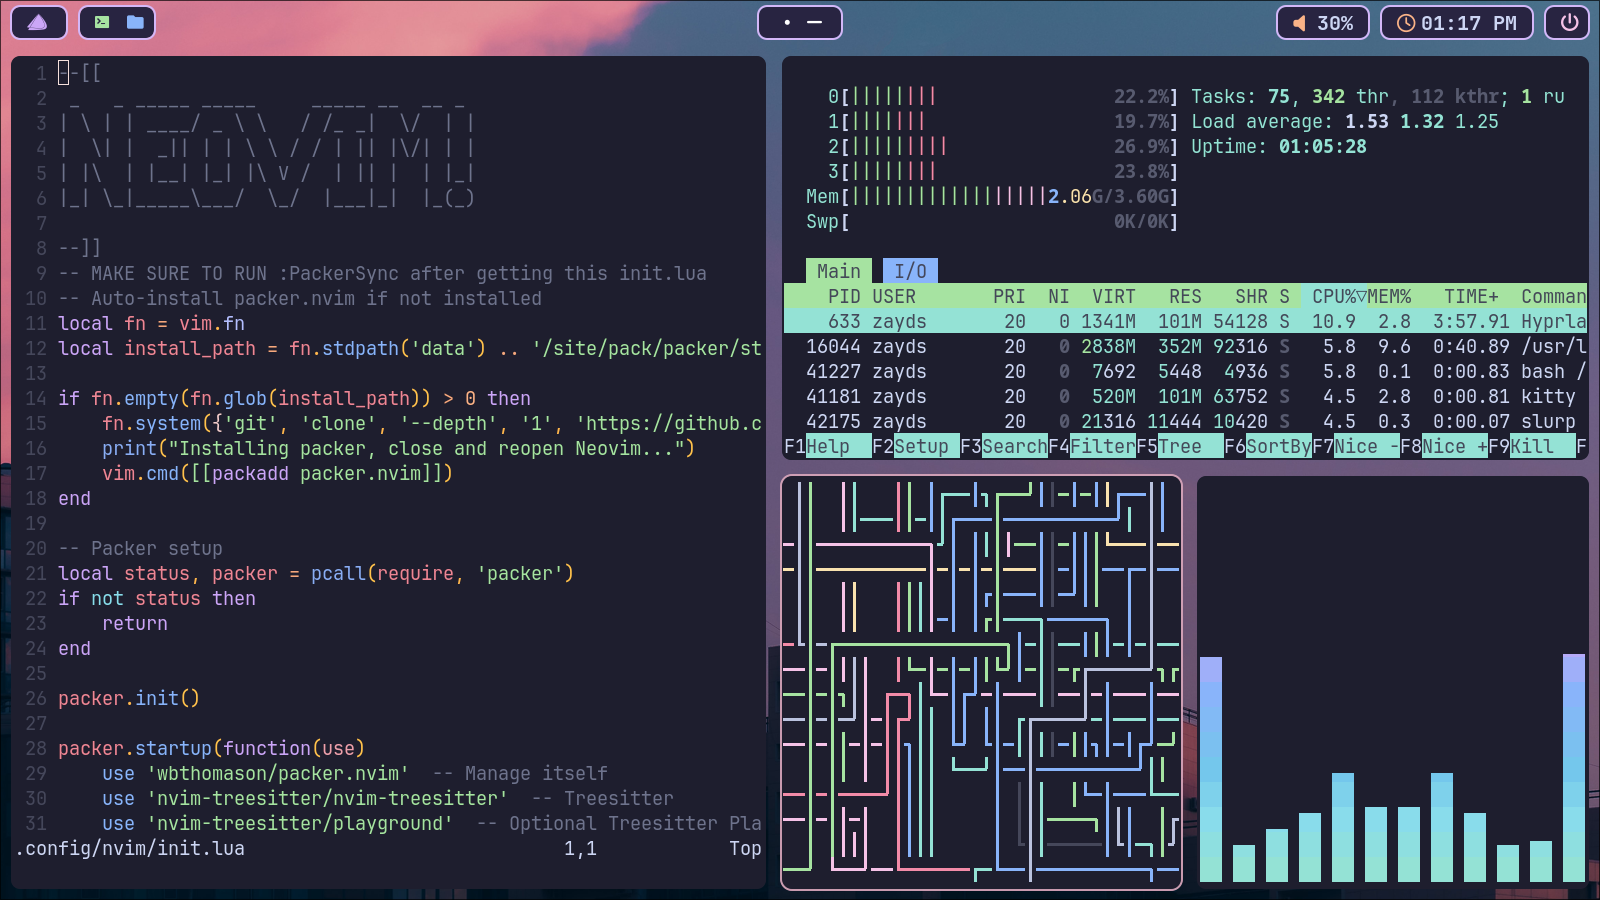 30%
01:17 PM
1 --[[
2  _   _ _____ _____     _____ __  __ _
3 | \ | | ____/ _ \ \   / /_ _|  \/  | |
4 |  \| |  _|| | | \ \ / / | || |\/| | |
5 | |\  | |__| |_| |\ V /  | || |  | |_|
6 |_| \_|_____\___/  \_/  |___|_|  |_(_)
7
8 --]]
9 -- MAKE SURE TO RUN :PackerSync after getting this init.lua
10 -- Auto-install packer.nvim if not installed
11 local fn = vim.fn
12 local install_path = fn.stdpath('data') .. '/site/pack/packer/st
13
14 if fn.empty(fn.glob(install_path)) > 0 then
15     fn.system({'git', 'clone', '--depth', '1', 'https://github.c
16     print("Installing packer, close and reopen Neovim...")
17     vim.cmd([[packadd packer.nvim]])
18 end
19
20 -- Packer setup
21 local status, packer = pcall(require, 'packer')
22 if not status then
23     return
24 end
25
26 packer.init()
27
28 packer.startup(function(use)
29     use 'wbthomason/packer.nvim'  -- Manage itself
30     use 'nvim-treesitter/nvim-treesitter'  -- Treesitter
31     use 'nvim-treesitter/playground'  -- Optional Treesitter Pla
.config/nvim/init.lua 1,1 Top
0[|||||||| 22.2%] Tasks: 75, 342 thr, 112 kthr; 1 ru
1[||||||| 19.7%] Load average: 1.53 1.32 1.25
2[||||||||| 26.9%] Uptime: 01:05:28
3[|||||||| 23.8%]
Mem[||||||||||||||||||2.06G/3.60G]
Swp[ 0K/0K]
Main I/O
PID USER PRI NI VIRT RES SHR S CPU%▽MEM% TIME+ Comman
633 zayds 20 0 1341M 101M 54128 S 10.9 2.8 3:57.91 Hyprla
16044 zayds 20 0 2838M 352M 92316 S 5.8 9.6 0:40.89 /usr/l
41227 zayds 20 0 7692 5448 4936 S 5.8 0.1 0:00.83 bash /
41181 zayds 20 0 520M 101M 63752 S 4.5 2.8 0:00.81 kitty
42175 zayds 20 0 21316 11444 10420 S 4.5 0.3 0:00.07 slurp
F1Help F2Setup F3SearchF4FilterF5Tree F6SortByF7Nice -F8Nice +F9Kill F